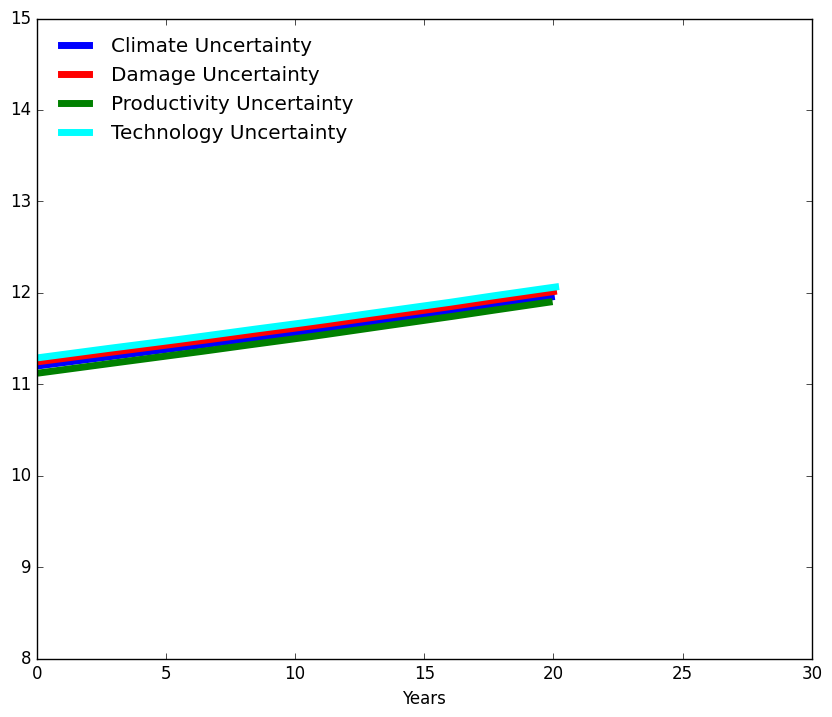 15
14
13
12
11
10
9
8
Climate Uncertainty
Damage Uncertainty
Productivity Uncertainty
Technology Uncertainty
0 5 10 15 20 25 30
Years